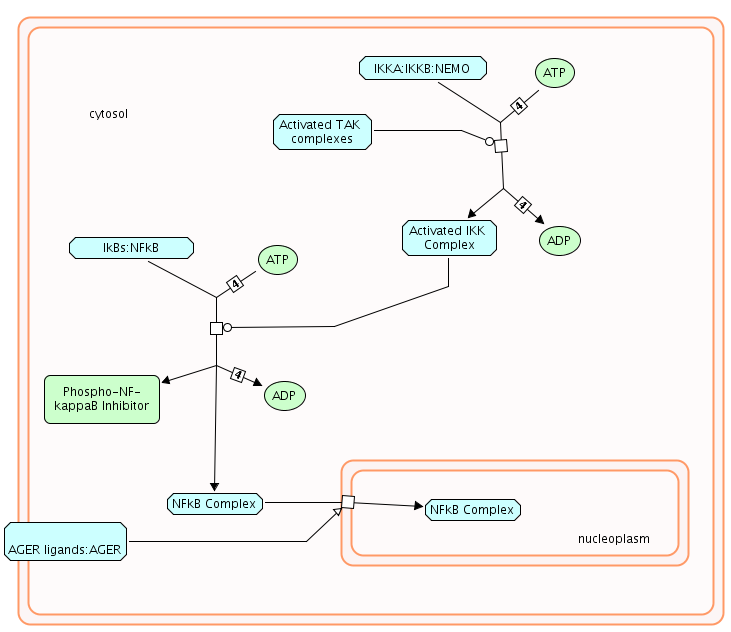 IKKA:IKKB:NEMO
ATP
4
cytosol
Activated TAK
complexes
4
Activated IKK
Complex
ADP
IkBs:NFkB
ATP
4
4
Phospho-NF-
kappaB Inhibitor
ADP
NFkB Complex
NFkB Complex
nucleoplasm
AGER ligands:AGER